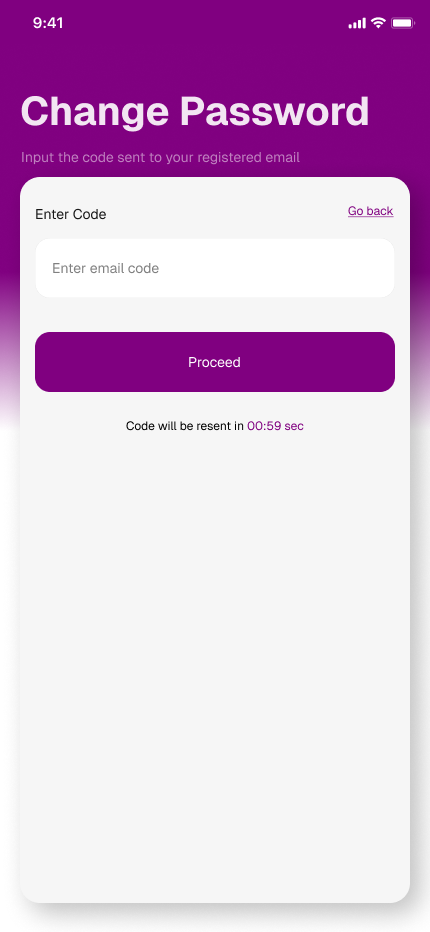 9:41
Change Password
Input the code sent to your registered email
Enter Code
Go back
Enter email code
Proceed
Code will be resent in 00:59 sec